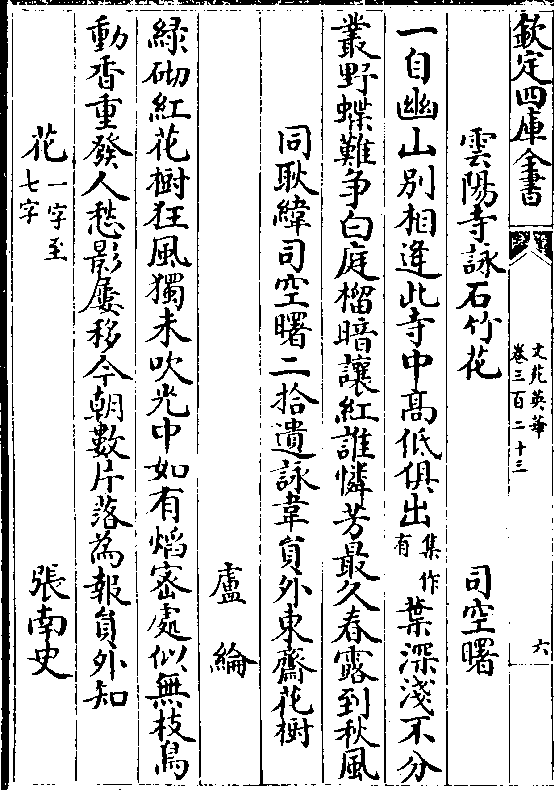 欽定四庫全書
文苑英華
卷三百二十三
六
雲陽寺詠石竹花 司空曙
一自幽山別相逢此寺中高低俱出集作有葉深淺不分
叢野蝶難争白庭榴暗讓紅誰憐芳最久春露到秋風
同耿緯司空曙二拾遺詠韋員外東齋花樹
盧綸
緑砌紅花樹狂風獨未吹光中如有焰密處似無枝鳥
動香重發人愁影屢移今朝數片落為報員外知
花一字至七字 張南史